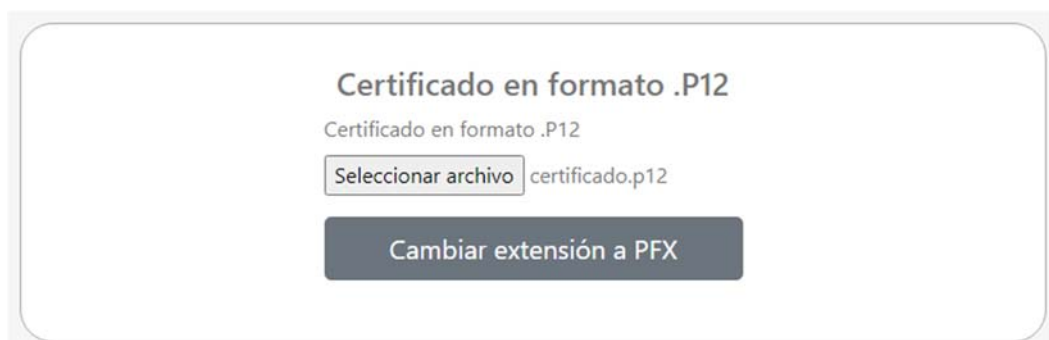 Certificado en formato .P12
Certificado en formato .P12
Seleccionar archivo certificado.p12
Cambiar extensión a PFX